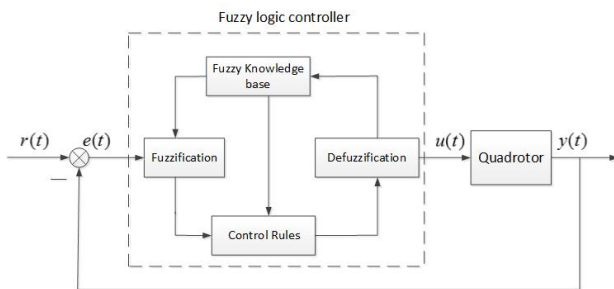 Fuzzy logic controller
Fuzzy Knowledge
base
r(t)
e(t)
Fuzzification
Defuzzification
u(t)
Quadrotor
y(t)
Control Rules